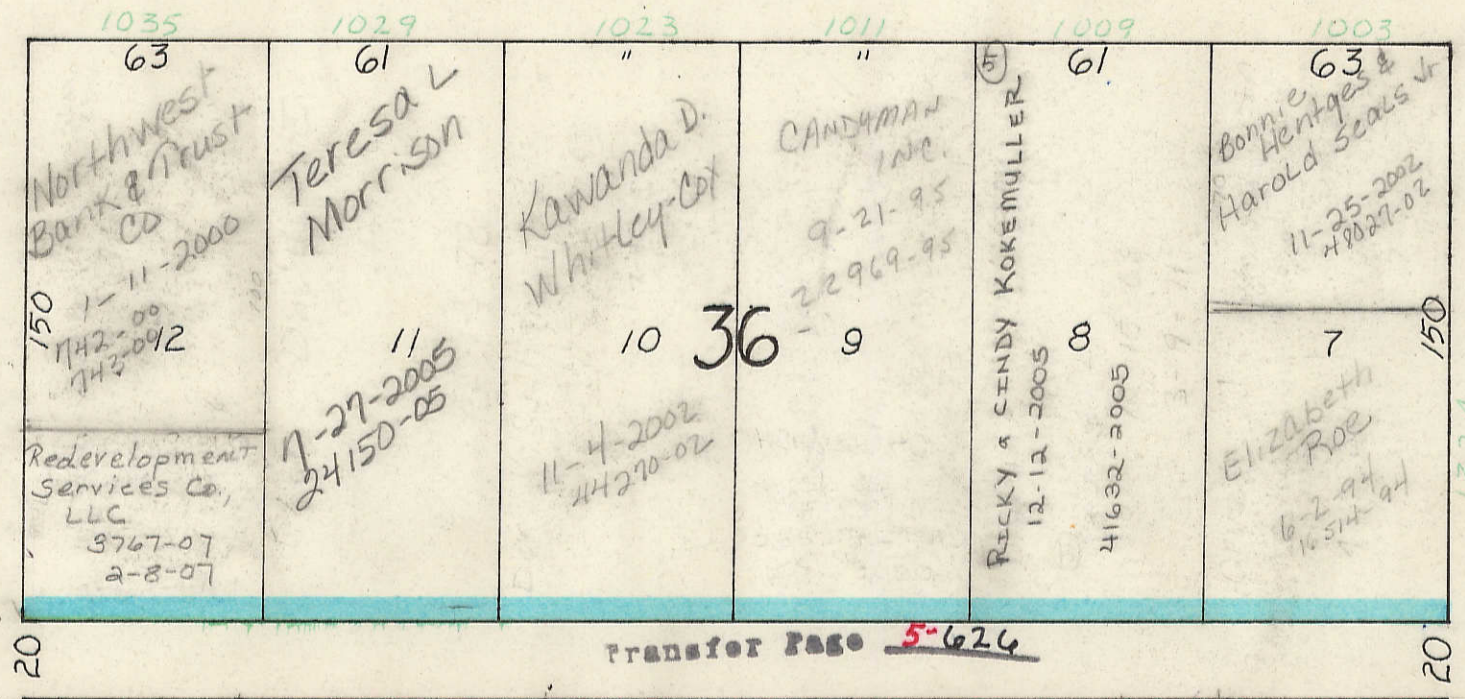 1035 1029 1023 1011 1009 1003
63 61 " " 61 63
Northwest
Bank & Trust
CO
1-11-2000
742-00
743-00
150
12
Redevelopment
Services Co.,
LLC
3767-07
2-8-07
Teresa L
Morrison
11
7-27-2005
24150-05
Kawanda D.
Whitley-Cox
10
11-4-2002
44270-02
36
CANDYMAN
INC.
9-21-95
22969-95
9
5
RICKY & CINDY KOKEMULLER
12-12-2005
41632-2005
8
Bonnie
Hentges &
Harold Seals Jr
11-25-2002
48027-02
7
150
Elizabeth
Roe
6-2-94
16514-94
20
Transfer Page 5-626
20